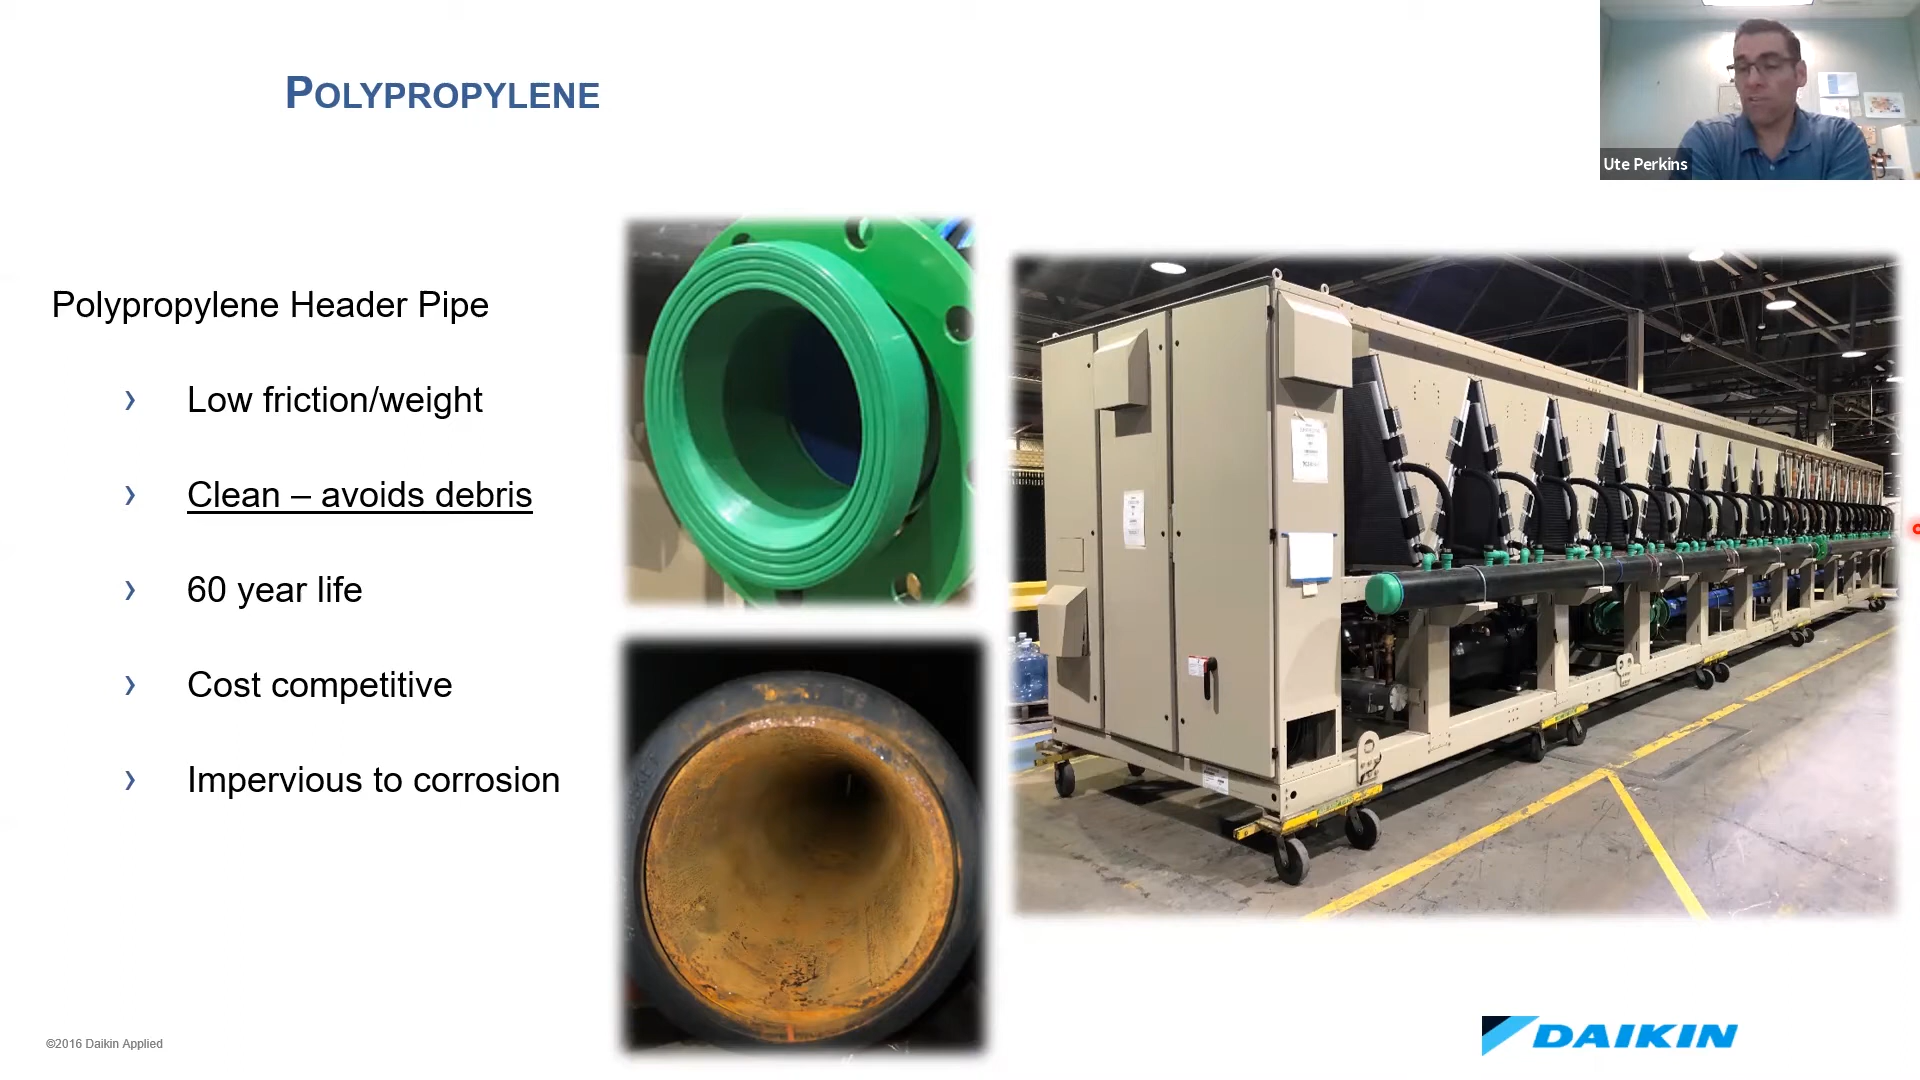 POLYPROPYLENE
Ute Perkins
Polypropylene Header Pipe
› Low friction/weight
› Clean – avoids debris
› 60 year life
› Cost competitive
› Impervious to corrosion
©2016 Daikin Applied
DAIKIN